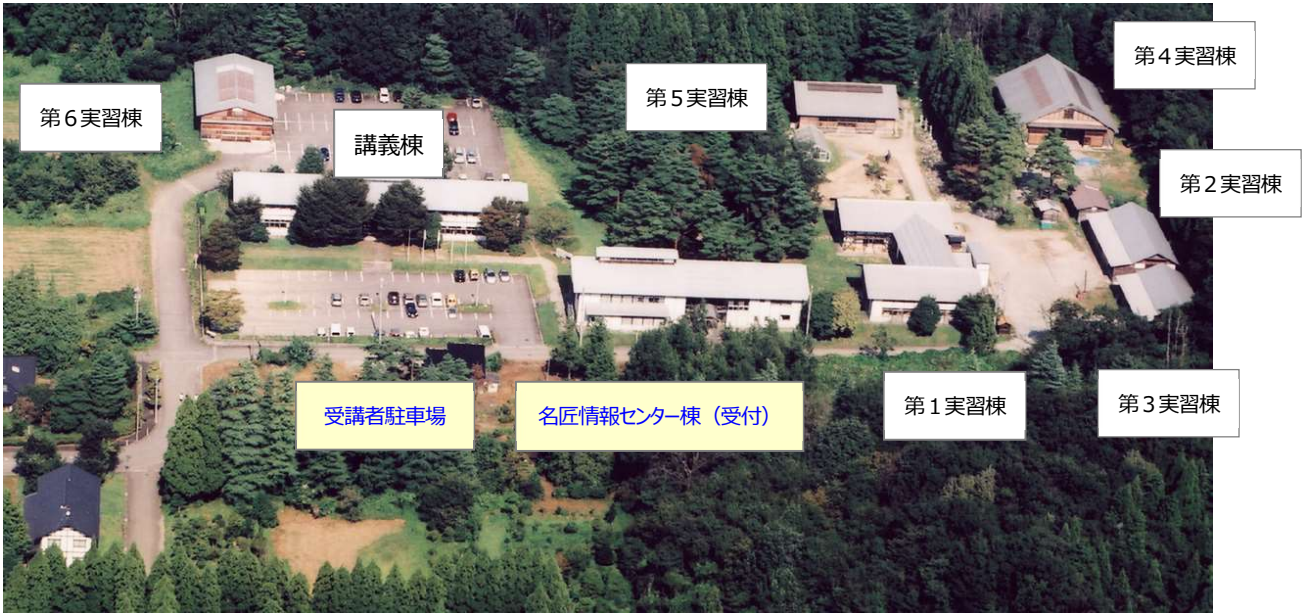 第４実習棟
第５実習棟
第６実習棟
講義棟
第２実習棟
受講者駐車場
名匠情報センター棟（受付）
第１実習棟
第３実習棟